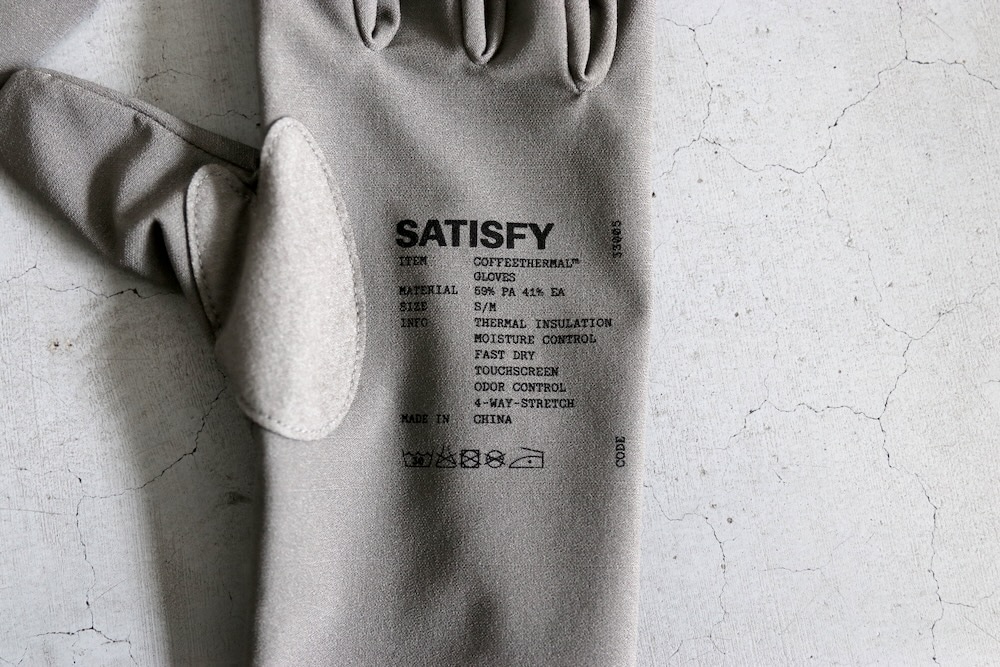 SATISFY
ITEM COFFEETHERMAL™
GLOVES
MATERIAL 59% PA 41% EA
SIZE S/M
INFO THERMAL INSULATION
MOISTURE CONTROL
FAST DRY
TOUCHSCREEN
ODOR CONTROL
4-WAY-STRETCH
MADE IN CHINA
CODE